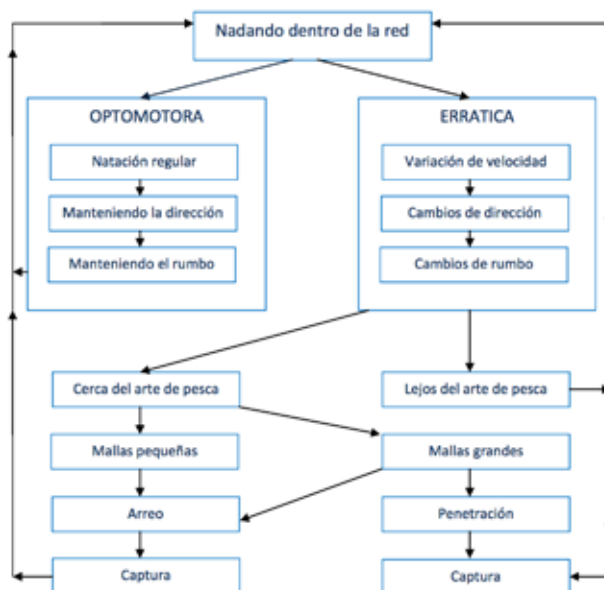 Nadando dentro de la red
OPTOMOTORA
Natación regular
Manteniendo la dirección
Manteniendo el rumbo
ERRATICA
Variación de velocidad
Cambios de dirección
Cambios de rumbo
Cerca del arte de pesca
Lejos del arte de pesca
Mallas pequeñas
Mallas grandes
Arreo
Penetración
Captura
Captura